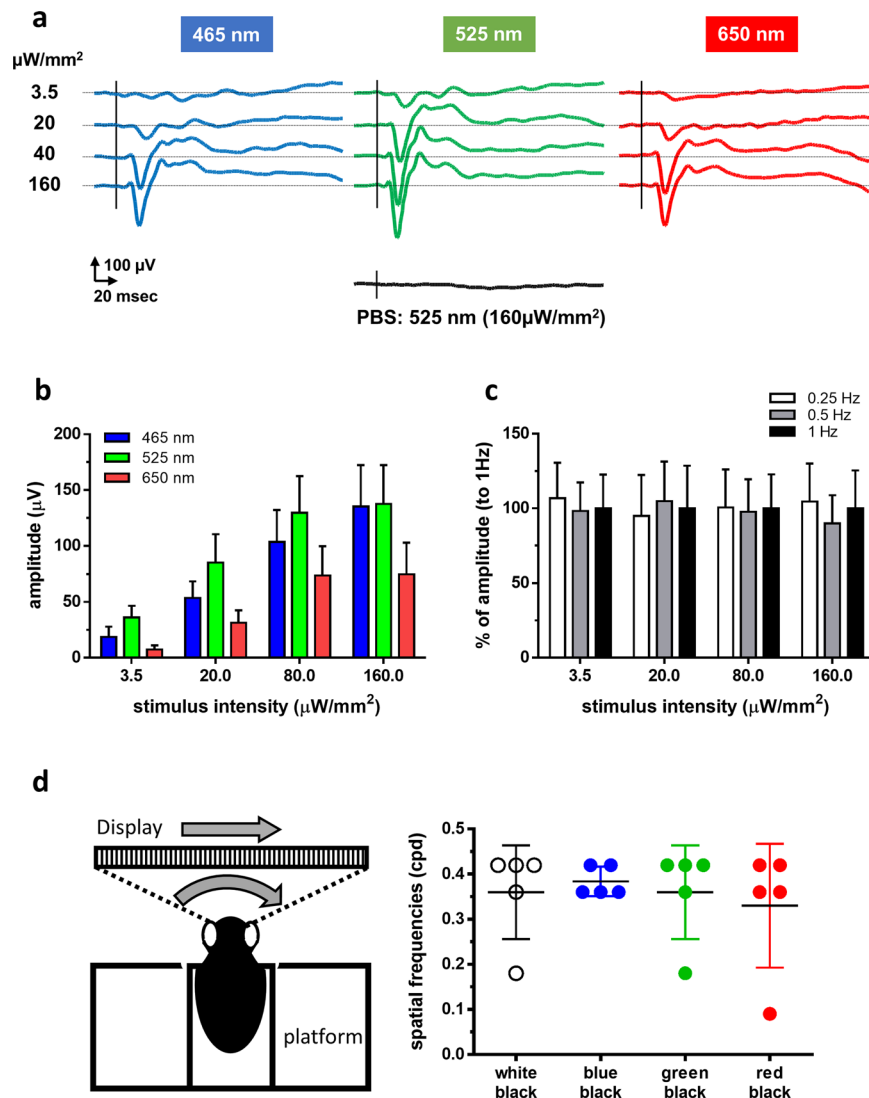 a
465 nm 525 nm 650 nm
µW/mm²
3.5
20
40
160
100 µV
20 msec
PBS: 525 nm (160µW/mm²)
b
200
150
100
50
0
amplitude (µV)
465 nm
525 nm
650 nm
3.5 20.0 80.0 160.0
stimulus intensity (µW/mm²)
c
0.25 Hz
0.5 Hz
1 Hz
150
100
50
0
% of amplitude (to 1Hz)
3.5 20.0 80.0 160.0
stimulus intensity (µW/mm²)
d
Display
platform
0.5
0.4
0.3
0.2
0.1
0.0
spatial frequencies (cpd)
white blue green red
black black black black